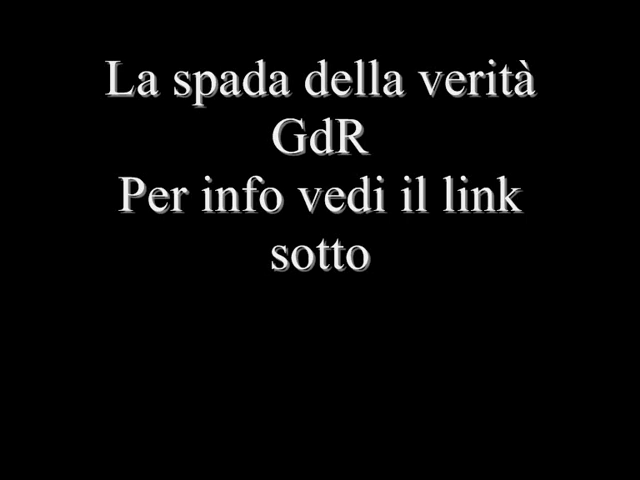 La spada della verità
GdR
Per info vedi il link
sotto